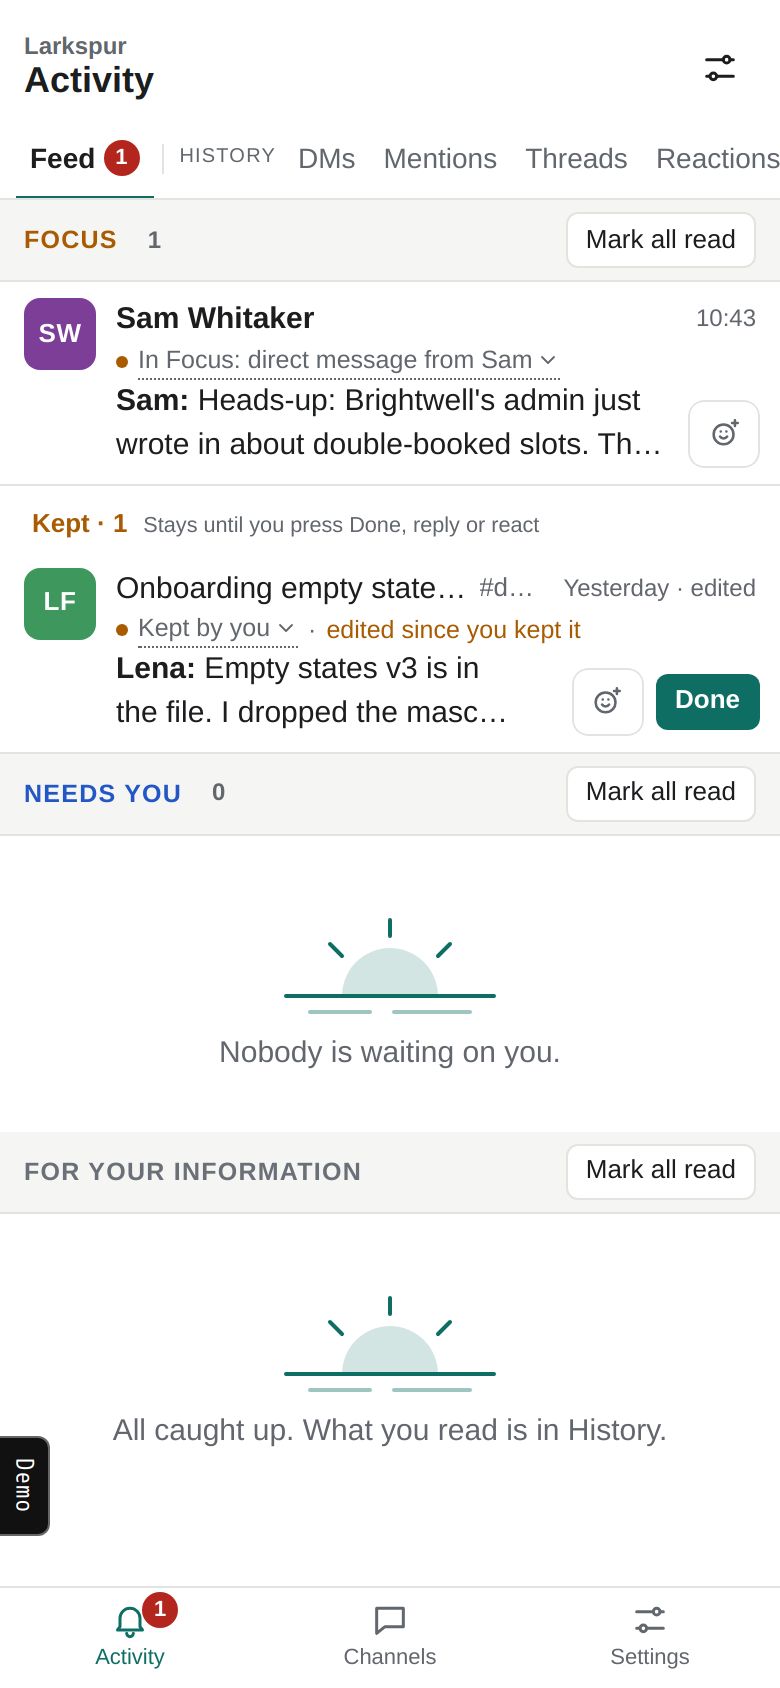 Larkspur
Activity
Feed 1 HISTORY DMs Mentions Threads Reactions
FOCUS 1 Mark all read
SW Sam Whitaker 10:43
In Focus: direct message from Sam
Sam: Heads-up: Brightwell's admin just
wrote in about double-booked slots. Th…
Kept · 1 Stays until you press Done, reply or react
LF Onboarding empty state… #d… Yesterday · edited
Kept by you · edited since you kept it
Lena: Empty states v3 is in
the file. I dropped the masc…
Done
NEEDS YOU 0 Mark all read
Nobody is waiting on you.
FOR YOUR INFORMATION Mark all read
All caught up. What you read is in History.
Demo
1
Activity Channels Settings